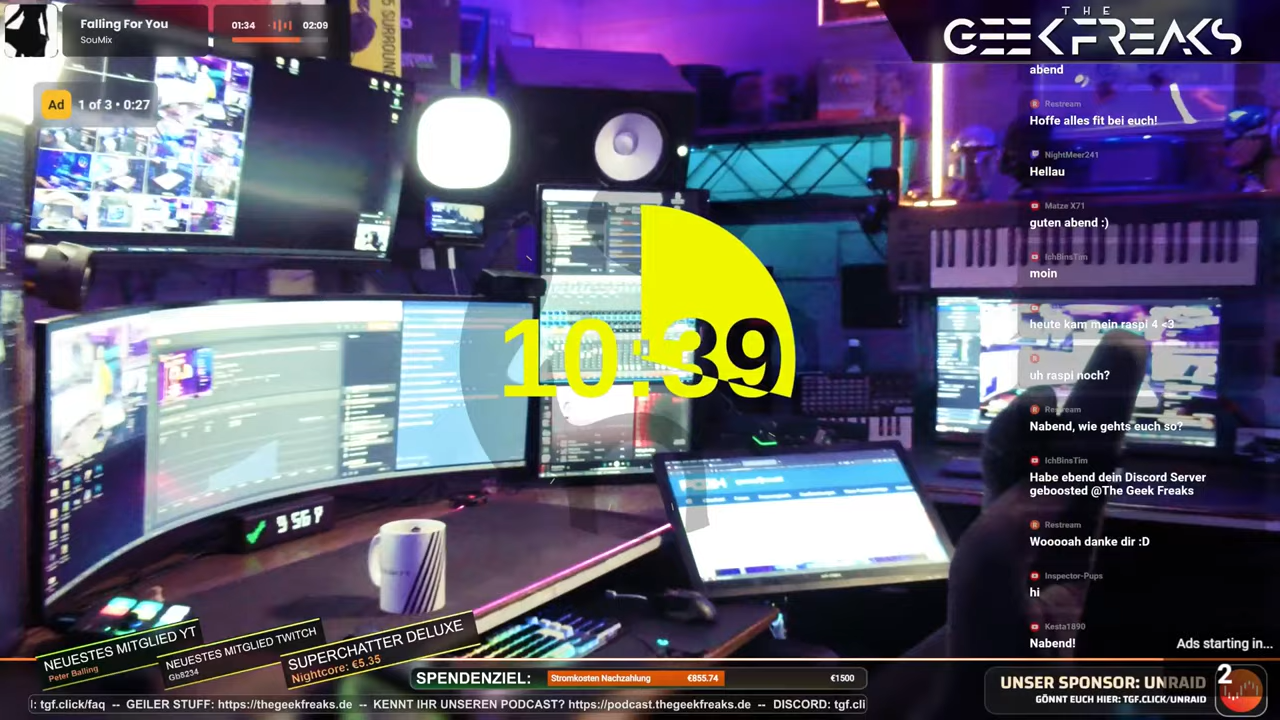 Falling For You
SouMix
01:34
02:09
THE
GEEKFREAKS
Ad
1 of 3 • 0:27
abend
Restream
Hoffe alles fit bei euch!
NightMeer241
Hellau
Matze X71
guten abend :)
IchBinsTim
moin
heute kam mein raspi 4 <3
uh raspi noch?
Restream
Nabend, wie gehts euch so?
IchBinsTim
Habe ebend dein Discord Server
geboosted @The Geek Freaks
Restream
Wooooah danke dir :D
Inspector-Pups
hi
Kesta1890
Nabend!
10:39
3567
Ads starting in...
2
NEUESTES MITGLIED YT
Peter Balling
NEUESTES MITGLIED TWITCH
Gb8234
SUPERCHATTER DELUXE
Nightcore: €5.35
SPENDENZIEL:
Stromkosten Nachzahlung
€855.74
€1500
UNSER SPONSOR: UNRAID
GÖNNT EUCH HIER: TGF.CLICK/UNRAID
: tgf.click/faq -- GEILER STUFF: https://thegeekfreaks.de -- KENNT IHR UNSEREN PODCAST? https://podcast.thegeekfreaks.de -- DISCORD: tgf.cli